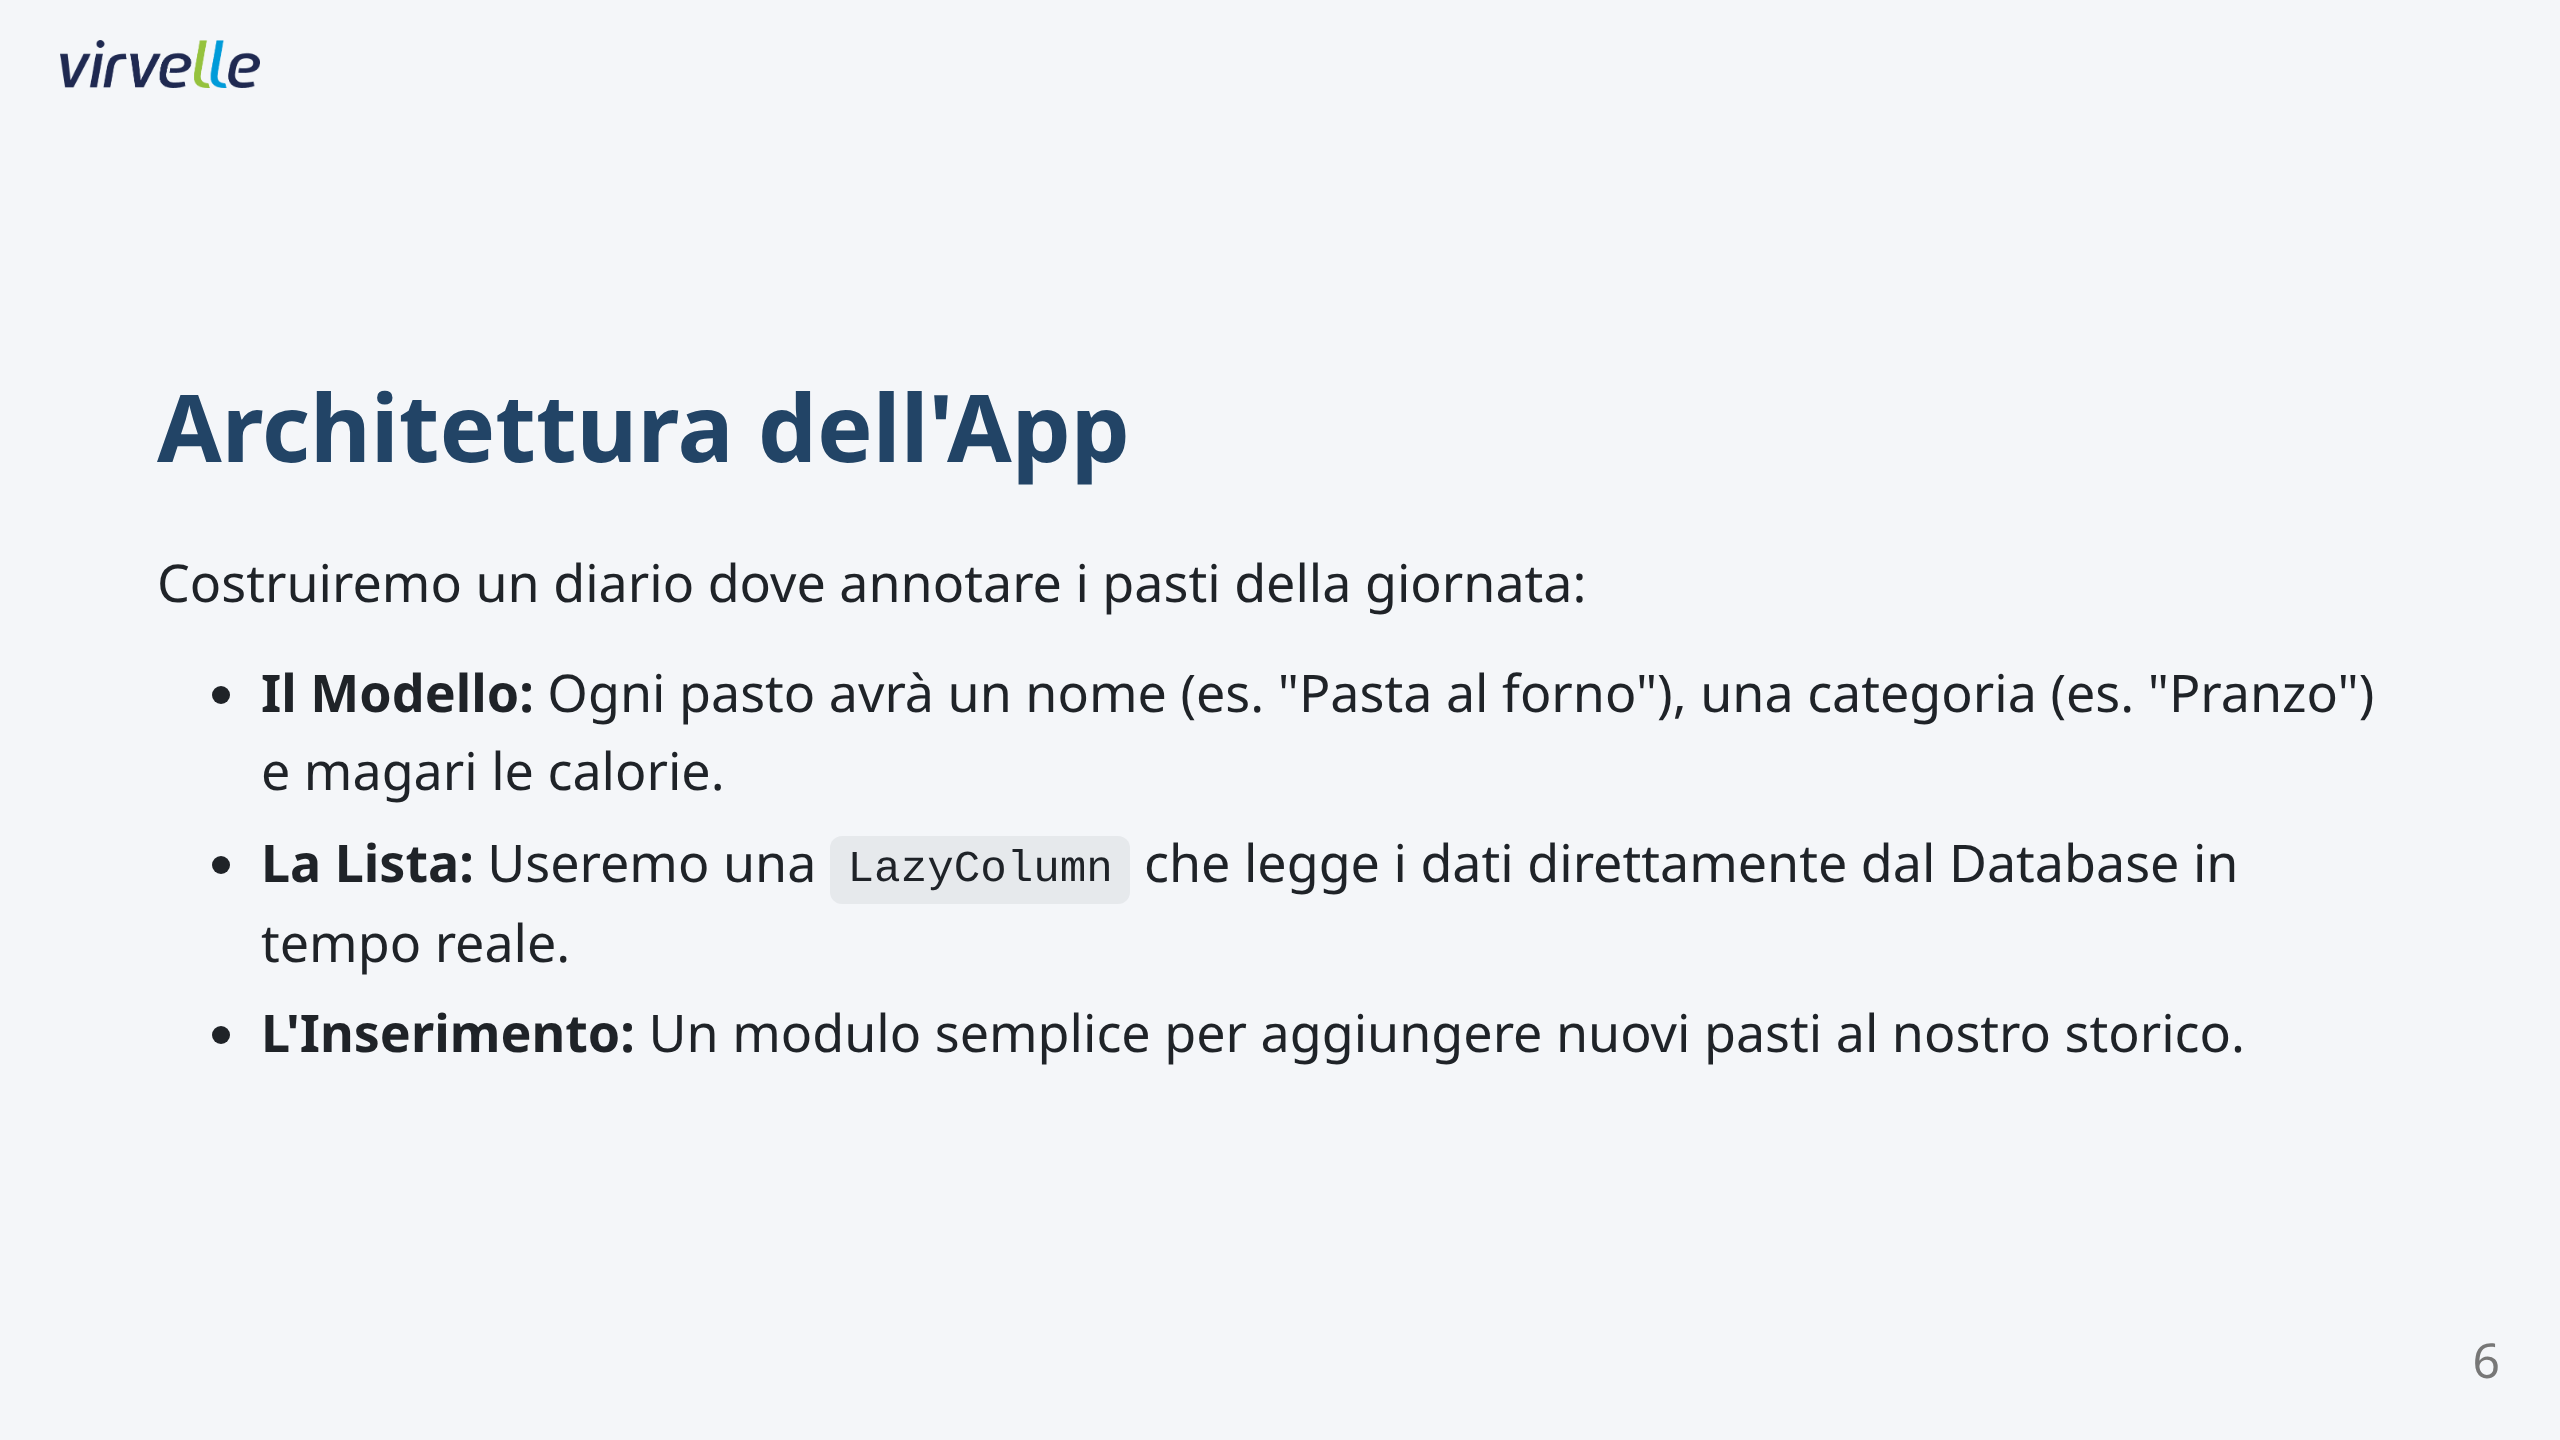 virvelle
Architettura dell'App
Costruiremo un diario dove annotare i pasti della giornata:
• Il Modello: Ogni pasto avrà un nome (es. "Pasta al forno"), una categoria (es. "Pranzo")
e magari le calorie.
• La Lista: Useremo una LazyColumn che legge i dati direttamente dal Database in
tempo reale.
• L'Inserimento: Un modulo semplice per aggiungere nuovi pasti al nostro storico.
6